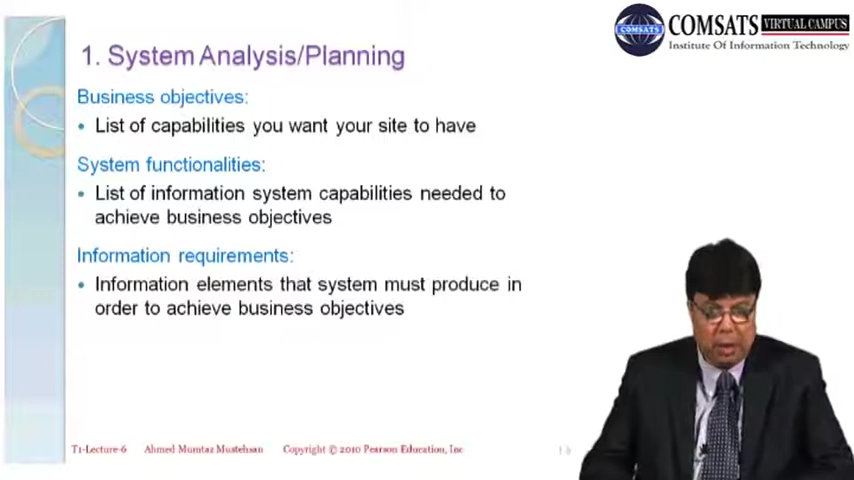 COMSATS VIRTUAL CAMPUS
Institute Of Information Technology
COMSATS
1. System Analysis/Planning
Business objectives:
• List of capabilities you want your site to have
System functionalities:
• List of information system capabilities needed to
achieve business objectives
Information requirements:
• Information elements that system must produce in
order to achieve business objectives
T1-Lecture-6 Ahmed Mumtaz Mustehsan Copyright © 2010 Pearson Education, Inc